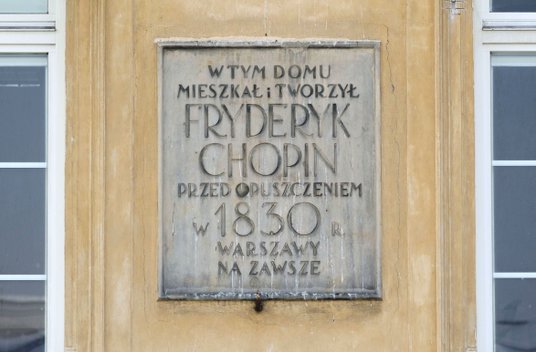 W TYM DOMU
MIESZKAŁ i TWORZYŁ
FRYDERYK
CHOPIN
PRZED OPUSZCZENIEM
W 1830 R.
WARSZAWY
NA ZAWSZE